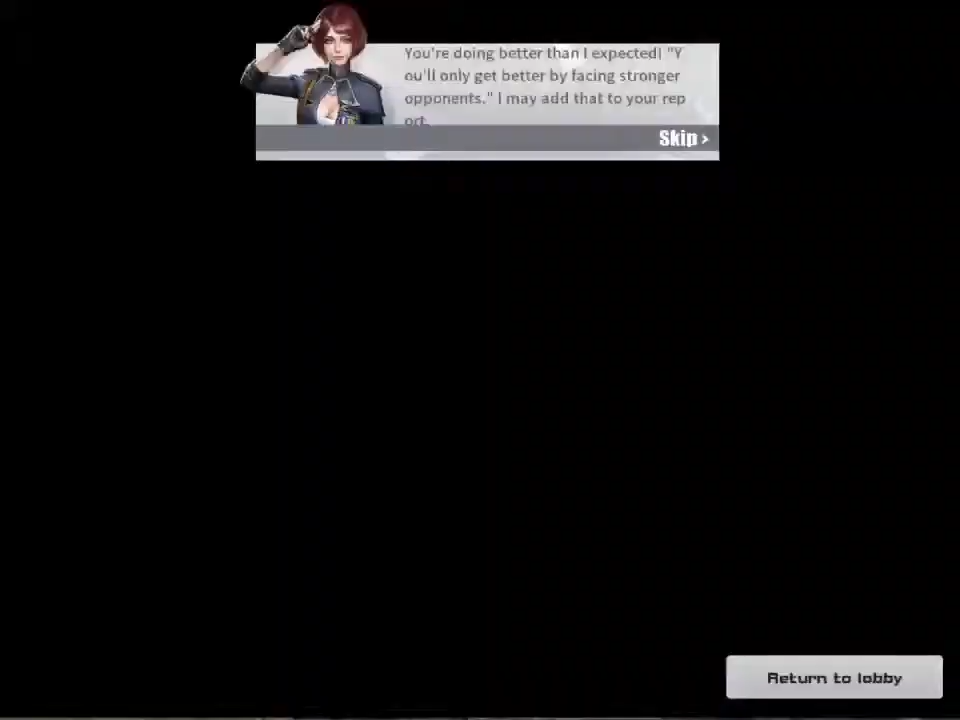 You're doing better than I expected! "Y
ou'll only get better by facing stronger
opponents." I may add that to your rep
ort.
Skip >
Return to lobby